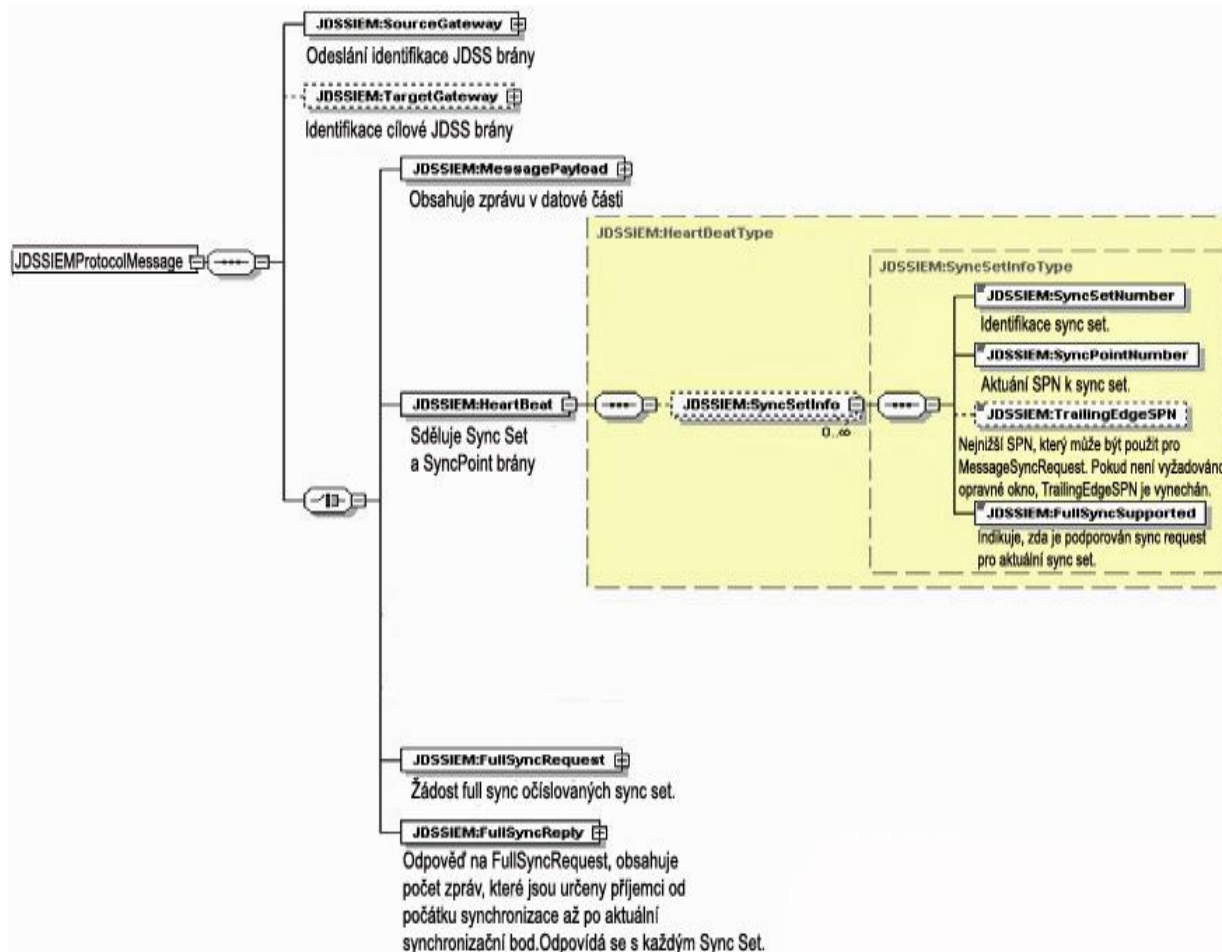 JDSSIEM:SourceGateway
Odeslání identifikace JDSS brány
JDSSIEM:TargetGateway
Identifikace cílové JDSS brány
JDSSIEM:MessagePayload
Obsahuje zprávu v datové části
JDSSIEMProtocolMessage
JDSSIEM:HeartBeatType
JDSSIEM:SyncSetInfoType
JDSSIEM:SyncSetNumber
Identifikace sync set.
JDSSIEM:SyncPointNumber
Aktuání SPN k sync set.
JDSSIEM:HeartBeat
Sděluje Sync Set
a SyncPoint brány
JDSSIEM:SyncSetInfo
0..∞
JDSSIEM:TrailingEdgeSPN
Nejnižší SPN, který může být použit pro
MessageSyncRequest. Pokud není vyžadováno
opravné okno, TrailingEdgeSPN je vynechán.
JDSSIEM:FullSyncSupported
Indikuje, zda je podporován sync request
pro aktuální sync set.
JDSSIEM:FullSyncRequest
Žádost full sync očíslovaných sync set.
JDSSIEM:FullSyncReply
Odpověď na FullSyncRequest, obsahuje
počet zpráv, které jsou určeny příjemci od
počátku synchronizace až po aktuální
synchronizační bod.Odpovídá se s každým Sync Set.